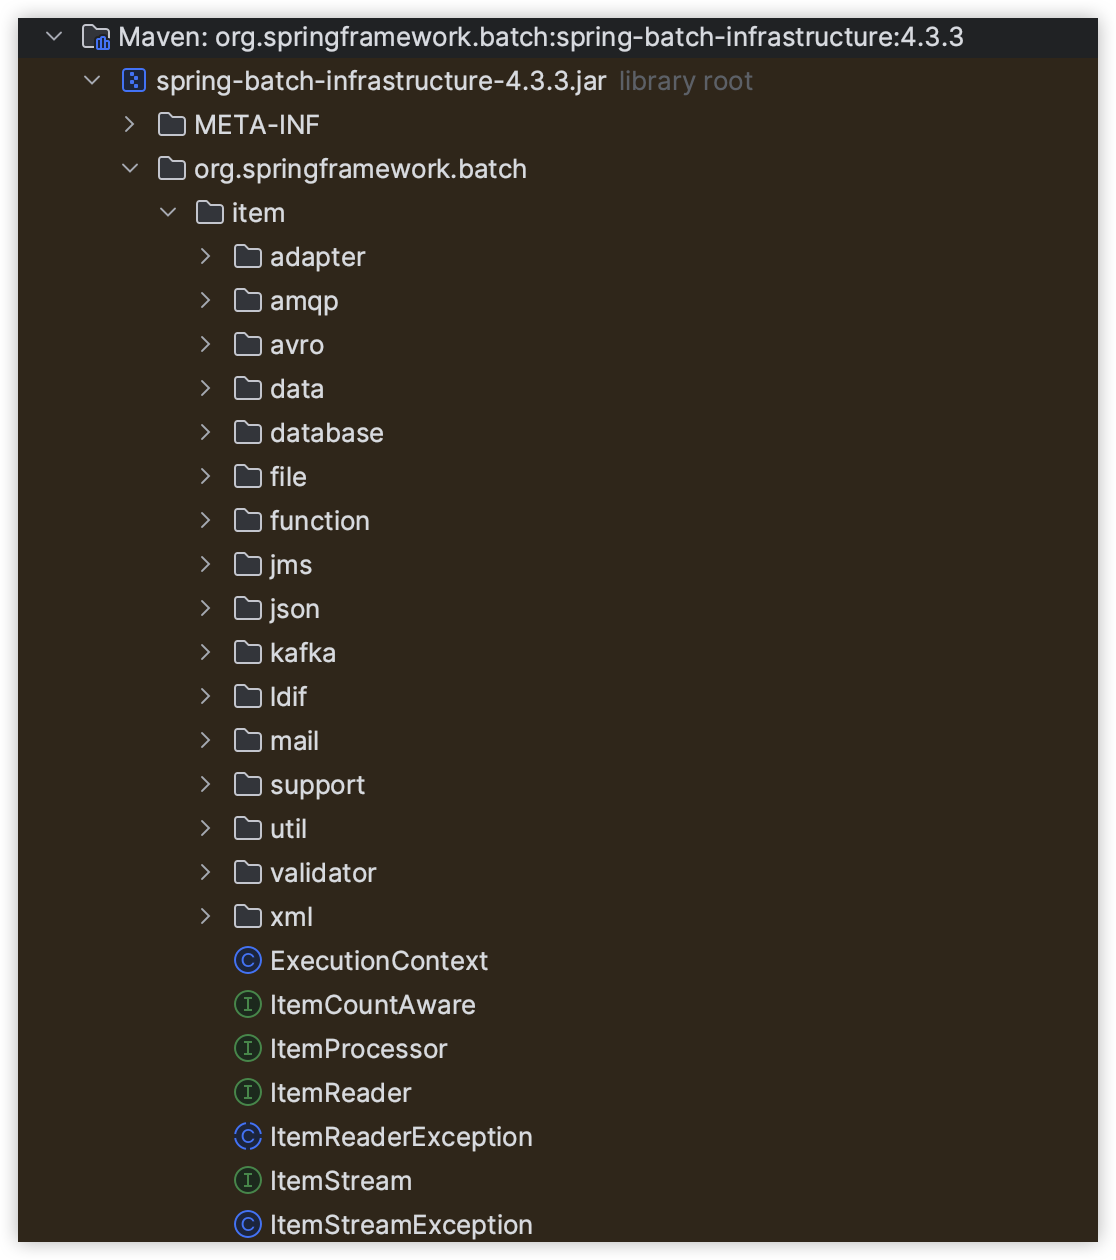 Maven: org.springframework.batch:spring-batch-infrastructure:4.3.3
spring-batch-infrastructure-4.3.3.jar library root
META-INF
org.springframework.batch
item
adapter
amqp
avro
data
database
file
function
jms
json
kafka
ldif
mail
support
util
validator
xml
ExecutionContext
ItemCountAware
ItemProcessor
ItemReader
ItemReaderException
ItemStream
ItemStreamException